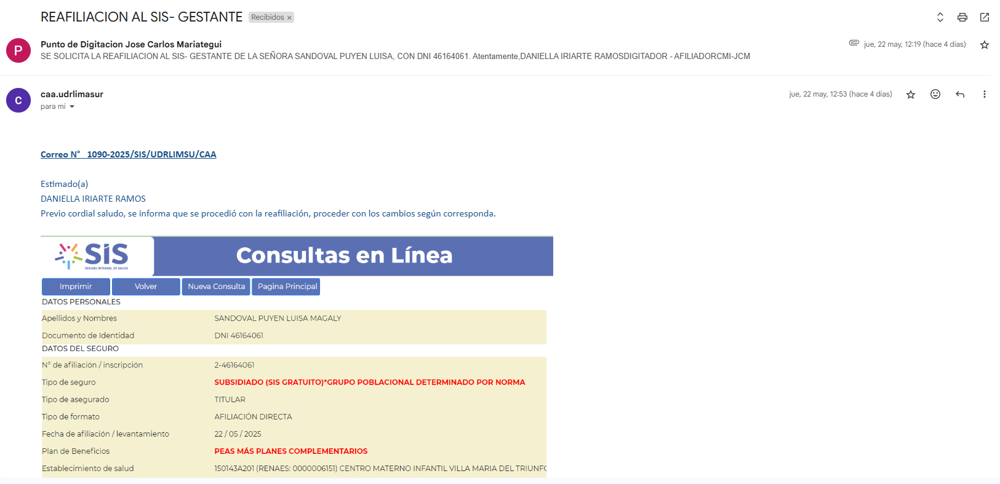 REAFILIACION AL SIS- GESTANTE Recibidos ×
P
Punto de Digitacion Jose Carlos Mariategui jue, 22 may, 12:19 (hace 4 días)
SE SOLICITA LA REAFILIACION AL SIS- GESTANTE DE LA SEÑORA SANDOVAL PUYEN LUISA, CON DNI 46164061. Atentamente,DANIELLA IRIARTE RAMOSDIGITADOR - AFILIADORCMI-JCM
C
caa.udrlimasur jue, 22 may, 12:53 (hace 4 días)
para mí
Correo N° 1090-2025/SIS/UDRLIMSU/CAA
Estimado(a)
DANIELLA IRIARTE RAMOS
Previo cordial saludo, se informa que se procedió con la reafiliación, proceder con los cambios según corresponda.
SIS
SEGURO INTEGRAL DE SALUD
Consultas en Línea
Imprimir Volver Nueva Consulta Pagina Principal
DATOS PERSONALES
Apellidos y Nombres SANDOVAL PUYEN LUISA MAGALY
Documento de Identidad DNI 46164061
DATOS DEL SEGURO
N° de afiliación / inscripción 2-46164061
Tipo de seguro SUBSIDIADO (SIS GRATUITO)*GRUPO POBLACIONAL DETERMINADO POR NORMA
Tipo de asegurado TITULAR
Tipo de formato AFILIACIÓN DIRECTA
Fecha de afiliación / levantamiento 22 / 05 / 2025
Plan de Beneficios PEAS MÁS PLANES COMPLEMENTARIOS
Establecimiento de salud 150143A201 (RENAES: 0000006151) CENTRO MATERNO INFANTIL VILLA MARIA DEL TRIUNFO